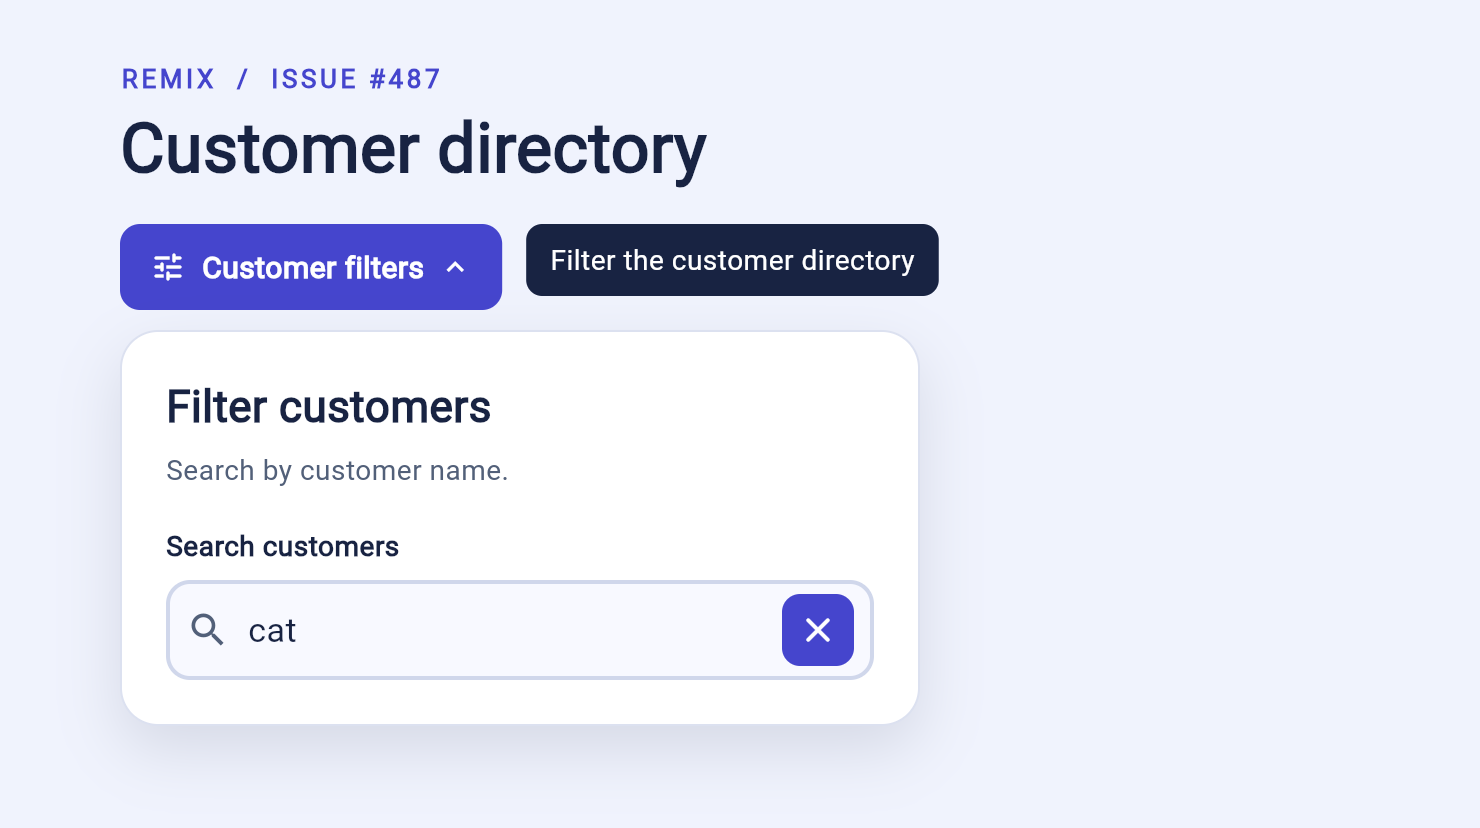 REMIX / ISSUE #487
Customer directory
Customer filters
Filter the customer directory
Filter customers
Search by customer name.
Search customers
cat